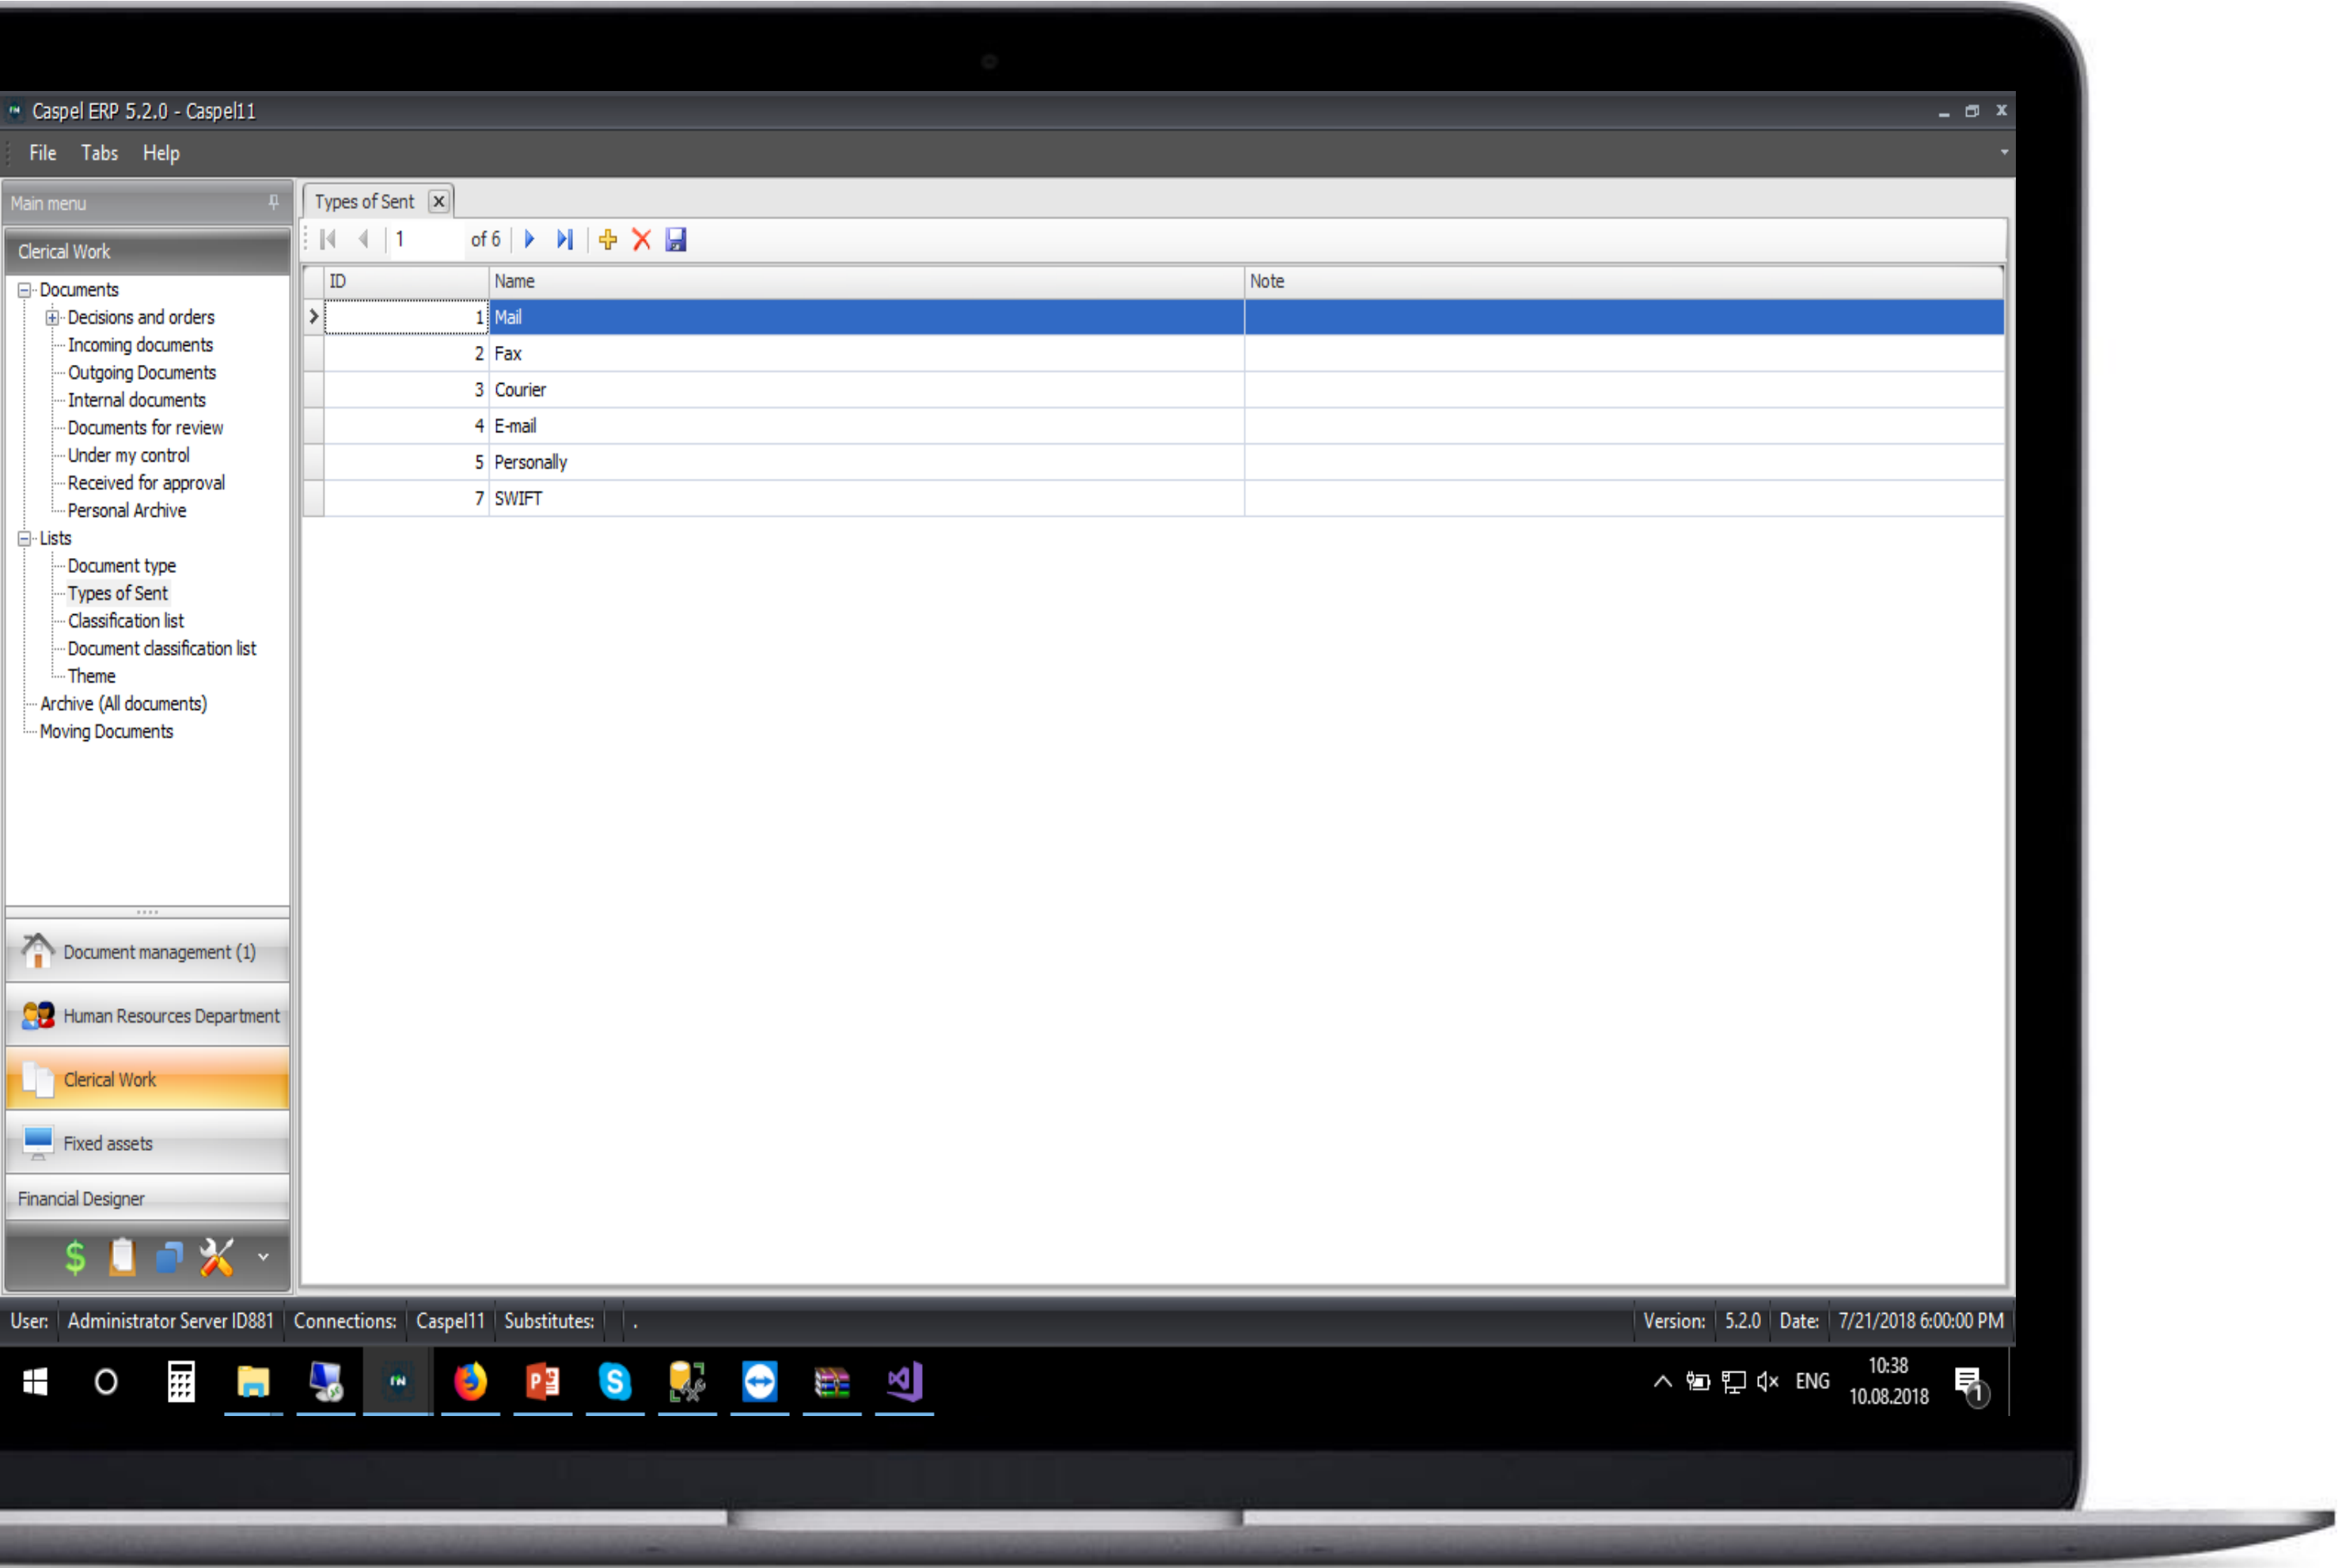 Caspel ERP 5.2.0 - Caspel11
File Tabs Help
Main menu
Clerical Work
Documents
Decisions and orders
Incoming documents
Outgoing Documents
Internal documents
Documents for review
Under my control
Received for approval
Personal Archive
Lists
Document type
Types of Sent
Classification list
Document classification list
Theme
Archive (All documents)
Moving Documents
Document management (1)
Human Resources Department
Clerical Work
Fixed assets
Financial Designer
Types of Sent
1 of 6
ID Name Note
1 Mail
2 Fax
3 Courier
4 E-mail
5 Personally
7 SWIFT
User: Administrator Server ID881 Connections: Caspel11 Substitutes: . Version: 5.2.0 Date: 7/21/2018 6:00:00 PM
ENG
10:38
10.08.2018
1